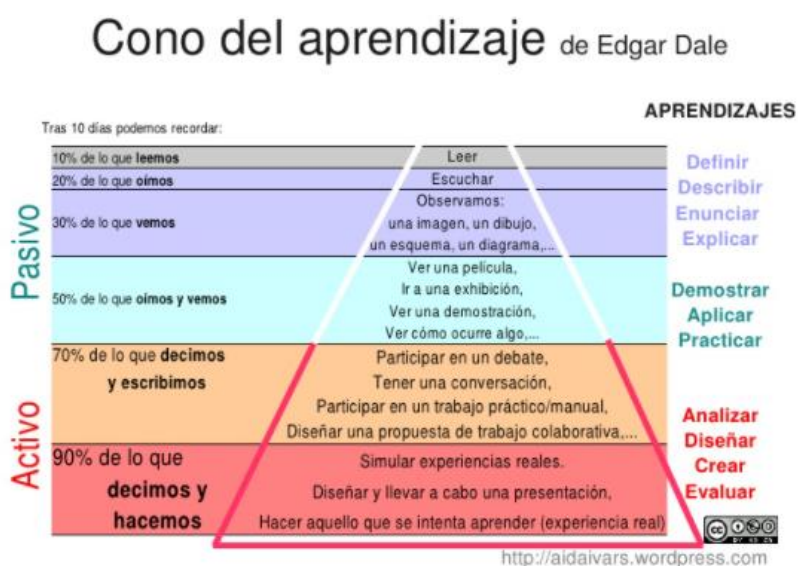 Cono del aprendizaje de Edgar Dale
APRENDIZAJES
Tras 10 días podemos recordar:
Pasivo
10% de lo que leemos
Leer
20% de lo que oímos
Escuchar
30% de lo que vemos
Observamos:
una imagen, un dibujo,
un esquema, un diagrama,...
Definir
Describir
Enunciar
Explicar
50% de lo que oímos y vemos
Ver una película,
Ir a una exhibición,
Ver una demostración,
Ver cómo ocurre algo,...
Demostrar
Aplicar
Practicar
Activo
70% de lo que decimos
y escribimos
Participar en un debate,
Tener una conversación,
Participar en un trabajo práctico/manual,
Diseñar una propuesta de trabajo colaborativa,...
90% de lo que
decimos y
hacemos
Simular experiencias reales.
Diseñar y llevar a cabo una presentación,
Hacer aquello que se intenta aprender (experiencia real)
Analizar
Diseñar
Crear
Evaluar
cc
http://aidaivars.wordpress.com